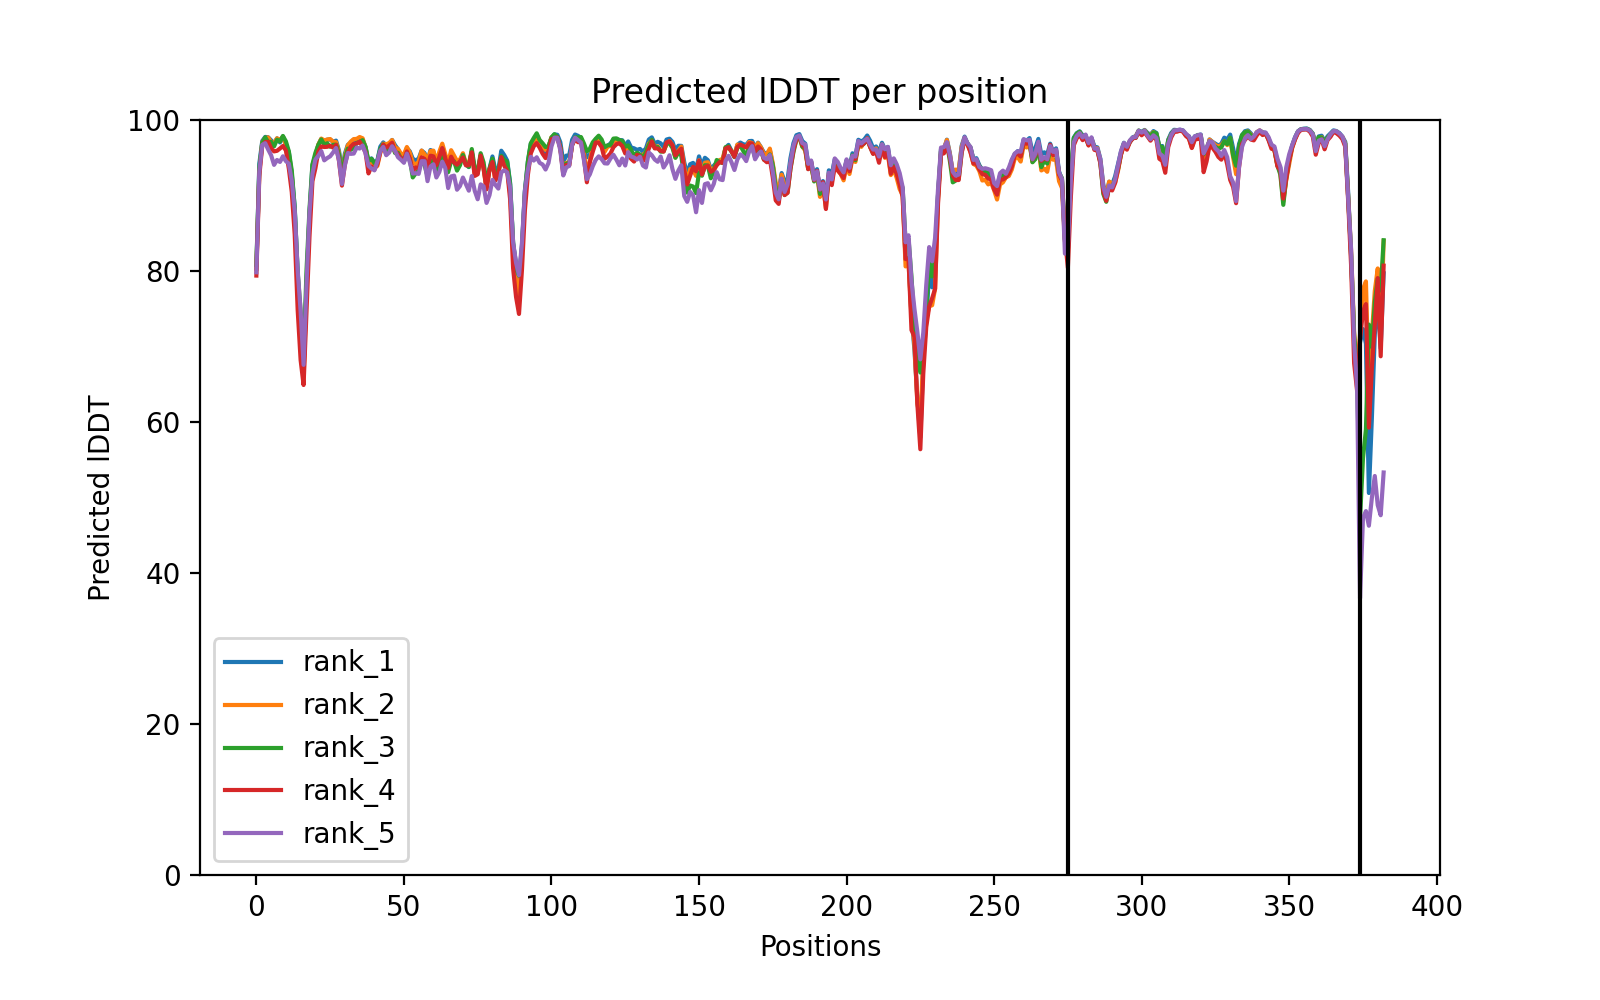 Predicted lDDT per position
100
80
60
40
20
0
Predicted lDDT
rank_1
rank_2
rank_3
rank_4
rank_5
0 50 100 150 200 250 300 350 400
Positions